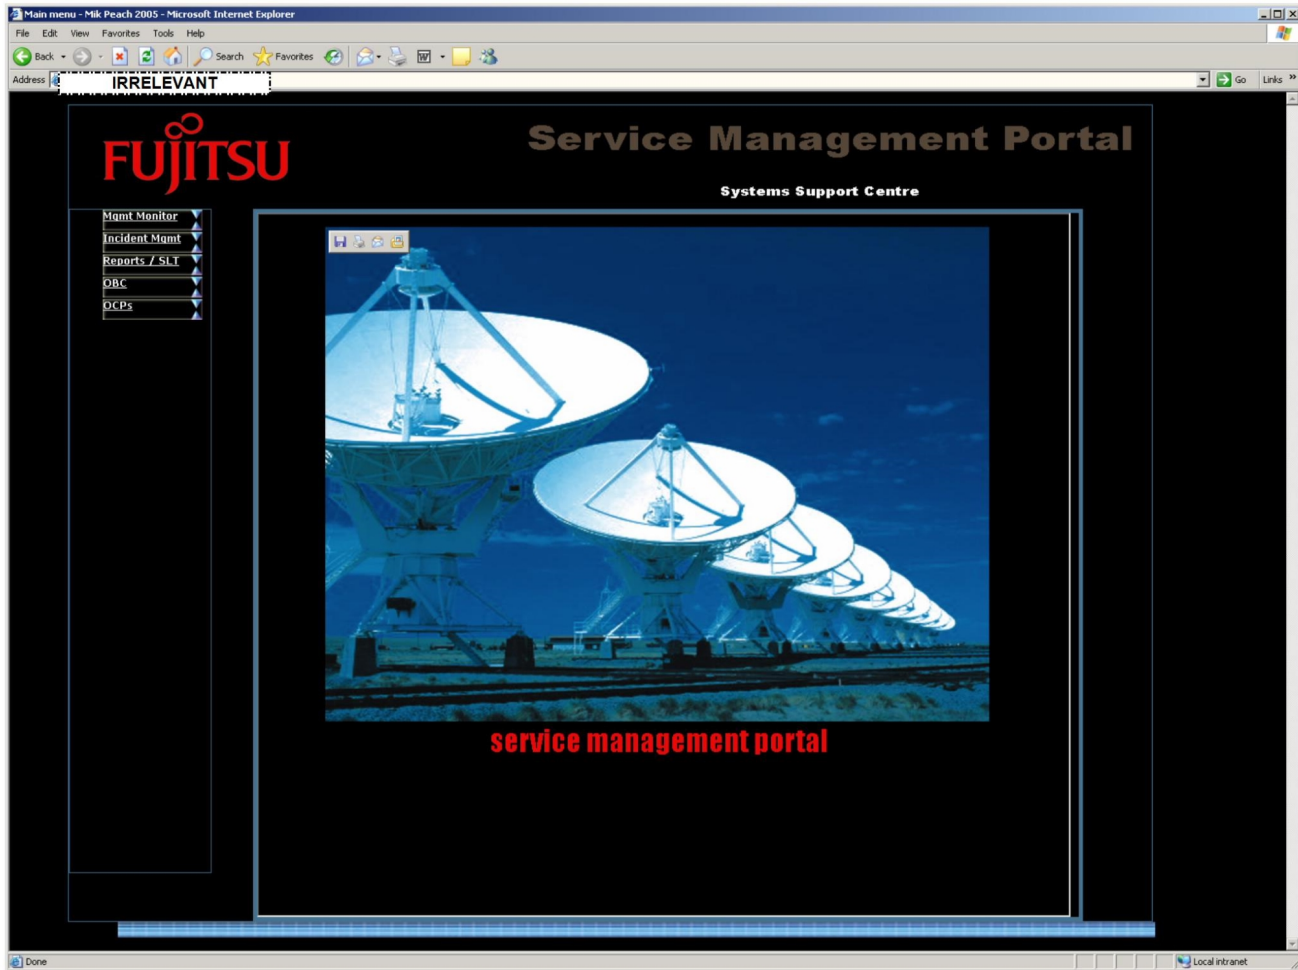 Main menu - Mik Peach 2005 - Microsoft Internet Explorer
File Edit View Favorites Tools Help
Back Search Favorites
Address IRRELEVANT Go Links »
FUJITSU
Service Management Portal
Systems Support Centre
Mgmt Monitor
Incident Mgmt
Reports / SLT
OBC
OCPs
service management portal
Done Local intranet